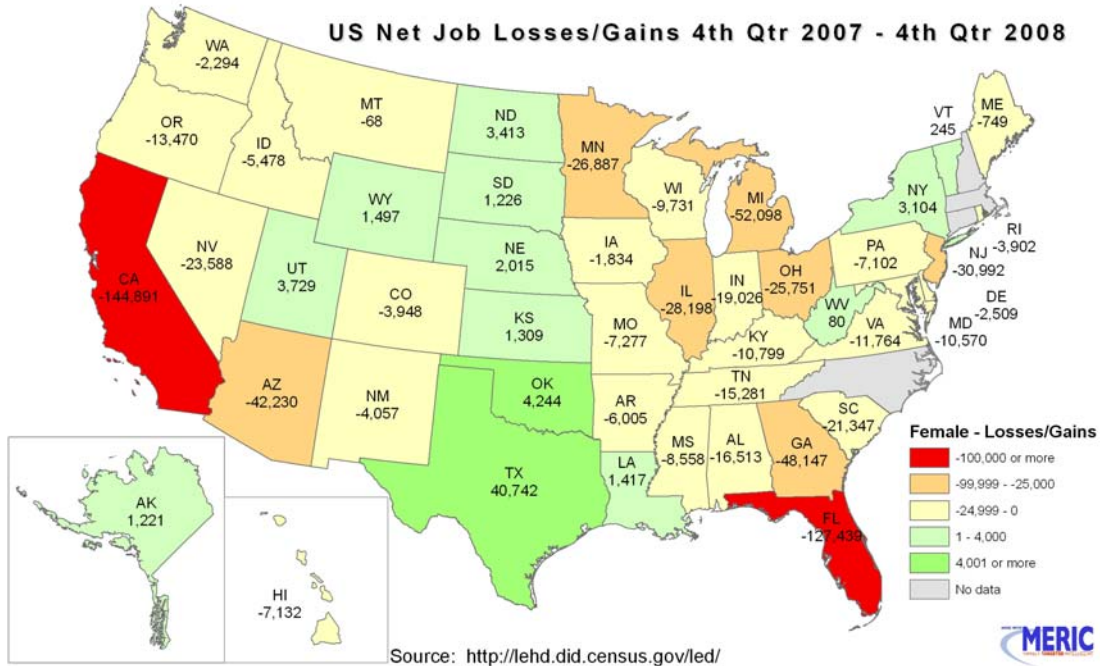 US Net Job Losses/Gains 4th Qtr 2007 - 4th Qtr 2008
WA
-2,294
OR
-13,470
ID
-5,478
MT
-68
ND
3,413
MN
-26,887
SD
1,226
WY
1,497
WI
-9,731
MI
-52,098
NY
3,104
VT
245
ME
-749
RI
-3,902
NJ
-30,992
DE
-2,509
MD
-10,570
CA
-144,891
NV
-23,588
UT
3,729
CO
-3,948
NE
2,015
KS
1,309
IA
-1,834
MO
-7,277
IL
-28,198
IN
-19,026
OH
-25,751
PA
-7,102
WV
80
VA
-11,764
KY
-10,799
TN
-15,281
AZ
-42,230
NM
-4,057
OK
4,244
TX
40,742
AR
-6,005
LA
1,417
MS
-8,558
AL
-16,513
GA
-48,147
SC
-21,347
FL
-127,439
AK
1,221
HI
-7,132
Female - Losses/Gains
-100,000 or more
-99,999 - -25,000
-24,999 - 0
1 - 4,000
4,001 or more
No data
Source: http://lehd.did.census.gov/led/
MERIC